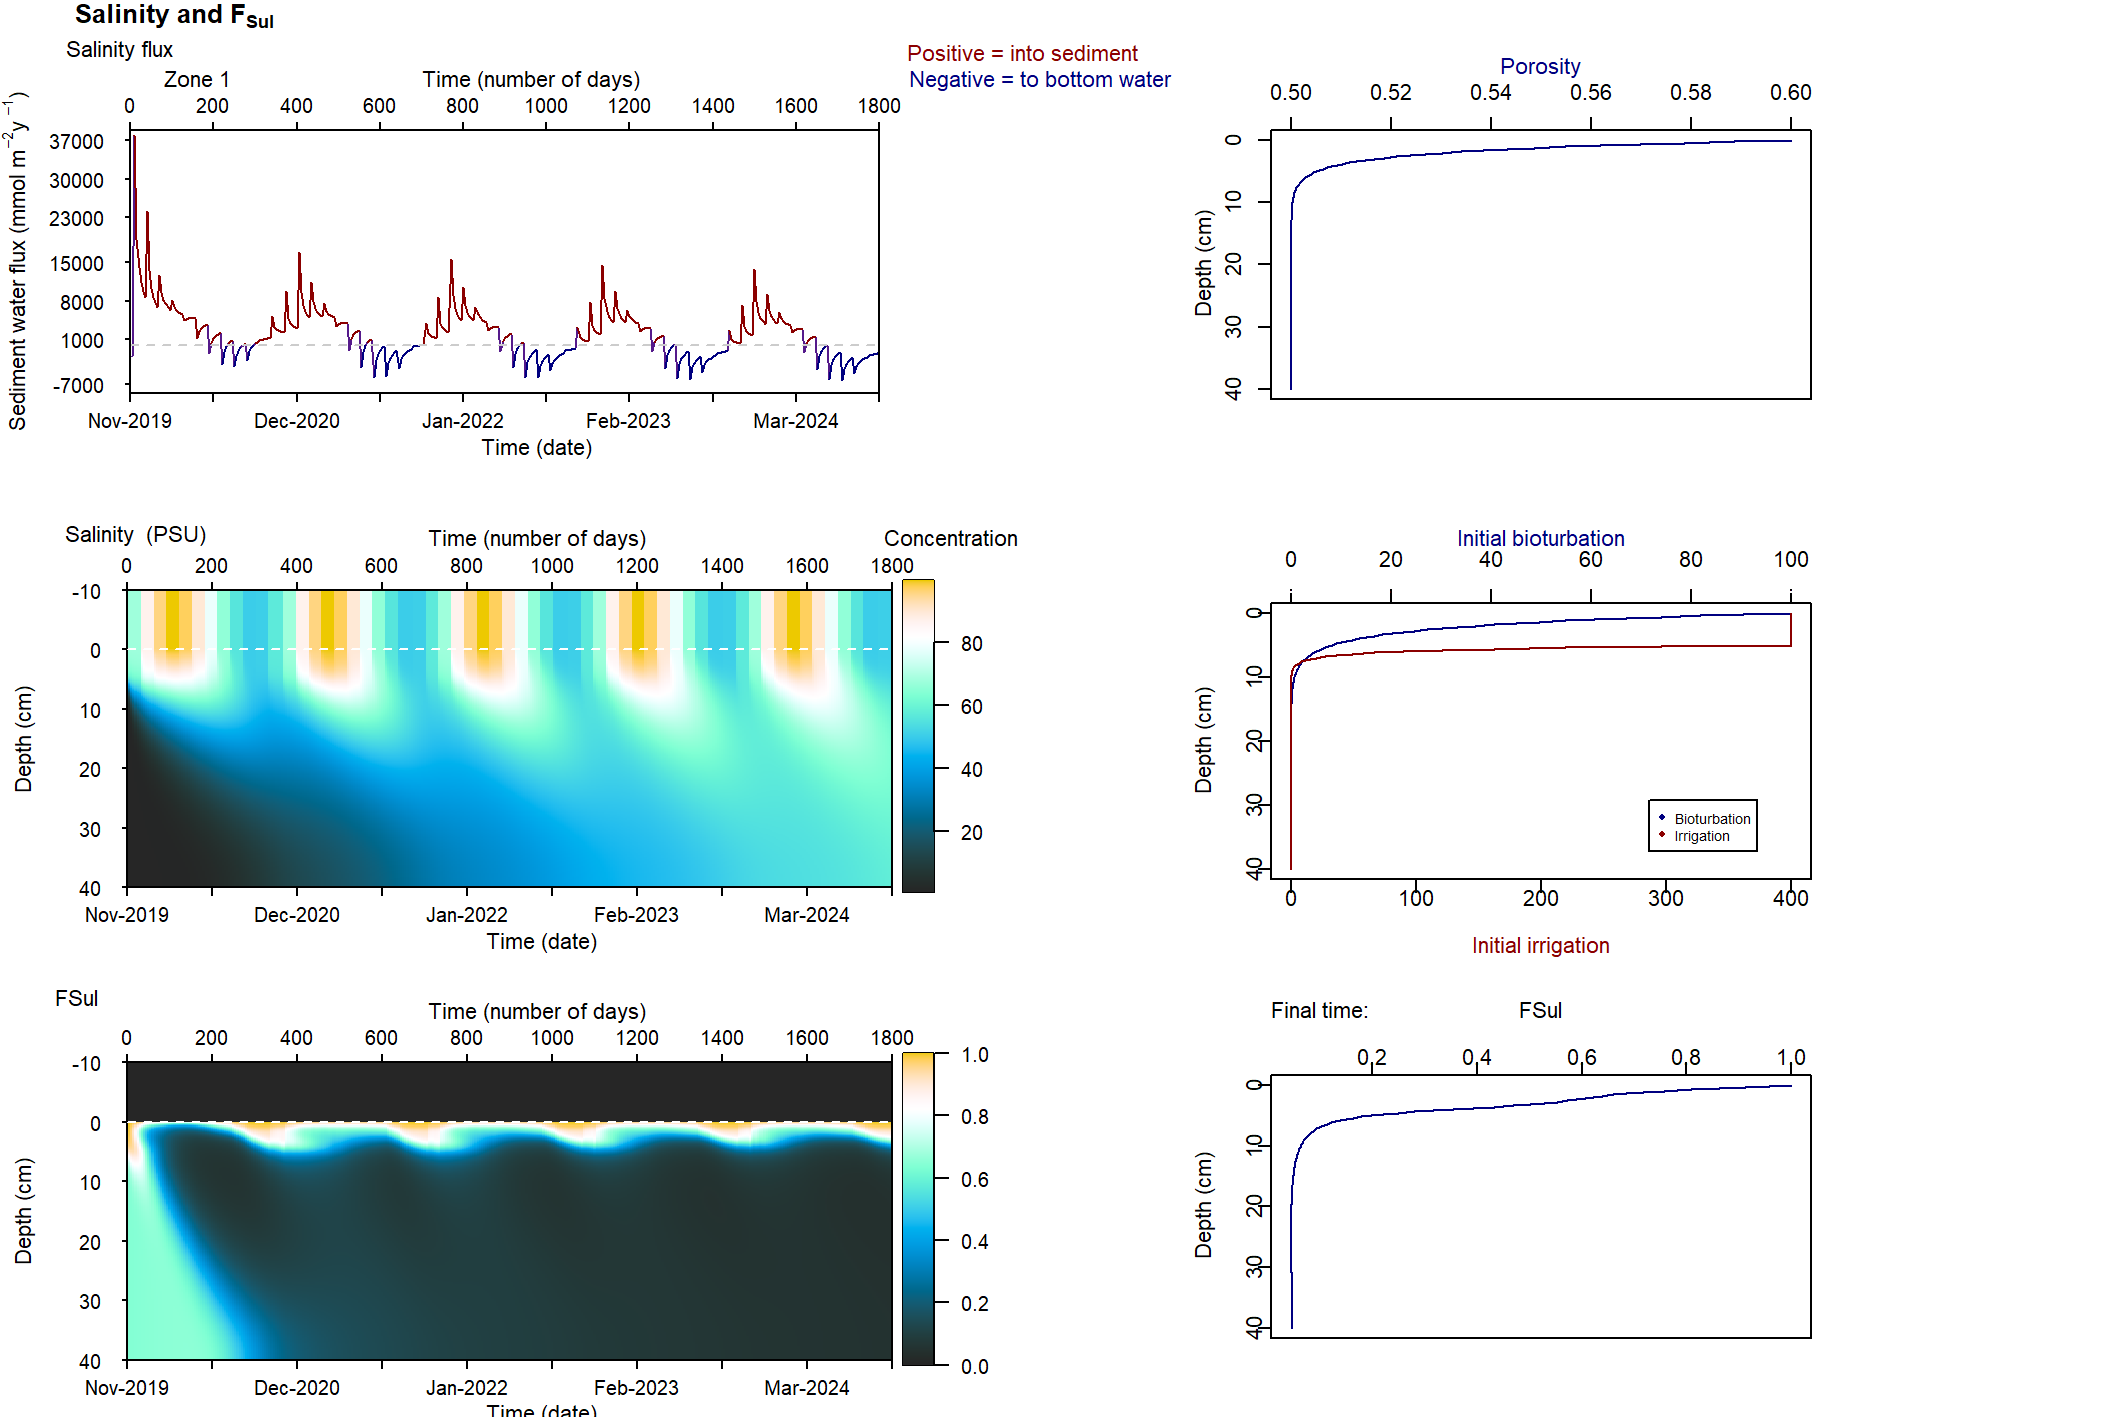 Salinity and FSul
Salinity flux
Positive = into sediment
Negative = to bottom water
Zone 1
Time (number of days)
0 200 400 600 800 1000 1200 1400 1600 1800
Sediment water flux (mmol m−2y −1)
37000
30000
23000
15000
8000
1000
-7000
Nov-2019 Dec-2020 Jan-2022 Feb-2023 Mar-2024
Time (date)
Porosity
0.50 0.52 0.54 0.56 0.58 0.60
Depth (cm)
0
10
20
30
40
Salinity (PSU)
Time (number of days)
Concentration
0 200 400 600 800 1000 1200 1400 1600 1800
Depth (cm)
-10
0
10
20
30
40
80
60
40
20
Nov-2019 Dec-2020 Jan-2022 Feb-2023 Mar-2024
Time (date)
Initial bioturbation
0 20 40 60 80 100
Depth (cm)
0
10
20
30
40
Bioturbation
Irrigation
0 100 200 300 400
Initial irrigation
FSul
Time (number of days)
0 200 400 600 800 1000 1200 1400 1600 1800
Depth (cm)
-10
0
10
20
30
40
1.0
0.8
0.6
0.4
0.2
0.0
Nov-2019 Dec-2020 Jan-2022 Feb-2023 Mar-2024
Time (date)
Final time: FSul
0.2 0.4 0.6 0.8 1.0
Depth (cm)
0
10
20
30
40